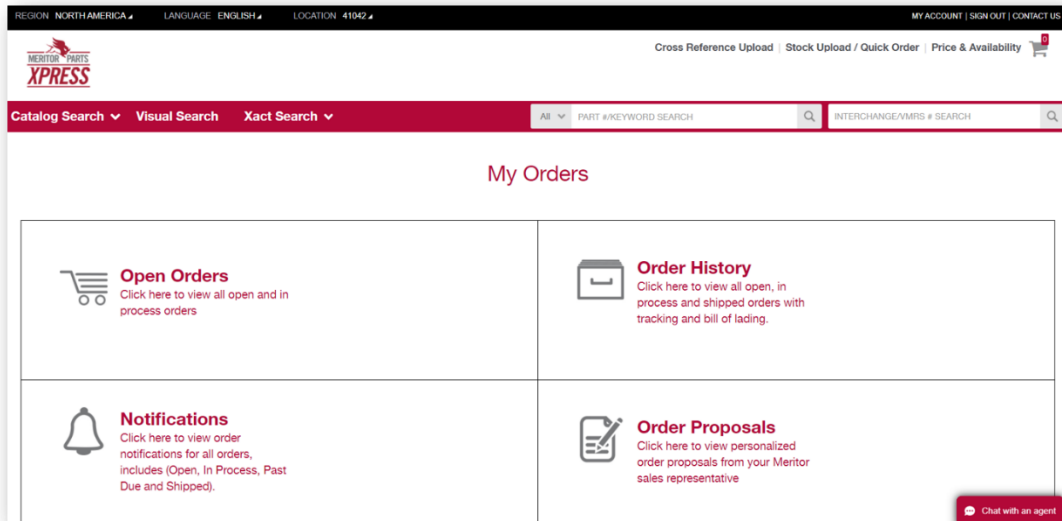 REGION NORTH AMERICA LANGUAGE ENGLISH LOCATION 41042 MY ACCOUNT | SIGN OUT | CONTACT US
MERITOR PARTS
XPRESS
Cross Reference Upload | Stock Upload / Quick Order | Price & Availability 0
Catalog Search Visual Search Xact Search All PART #/KEYWORD SEARCH INTERCHANGE/VMRS # SEARCH
My Orders
Open Orders
Click here to view all open and in
process orders
Order History
Click here to view all open, in
process and shipped orders with
tracking and bill of lading.
Notifications
Click here to view order
notifications for all orders,
includes (Open, In Process, Past
Due and Shipped).
Order Proposals
Click here to view personalized
order proposals from your Meritor
sales representative
Chat with an agent